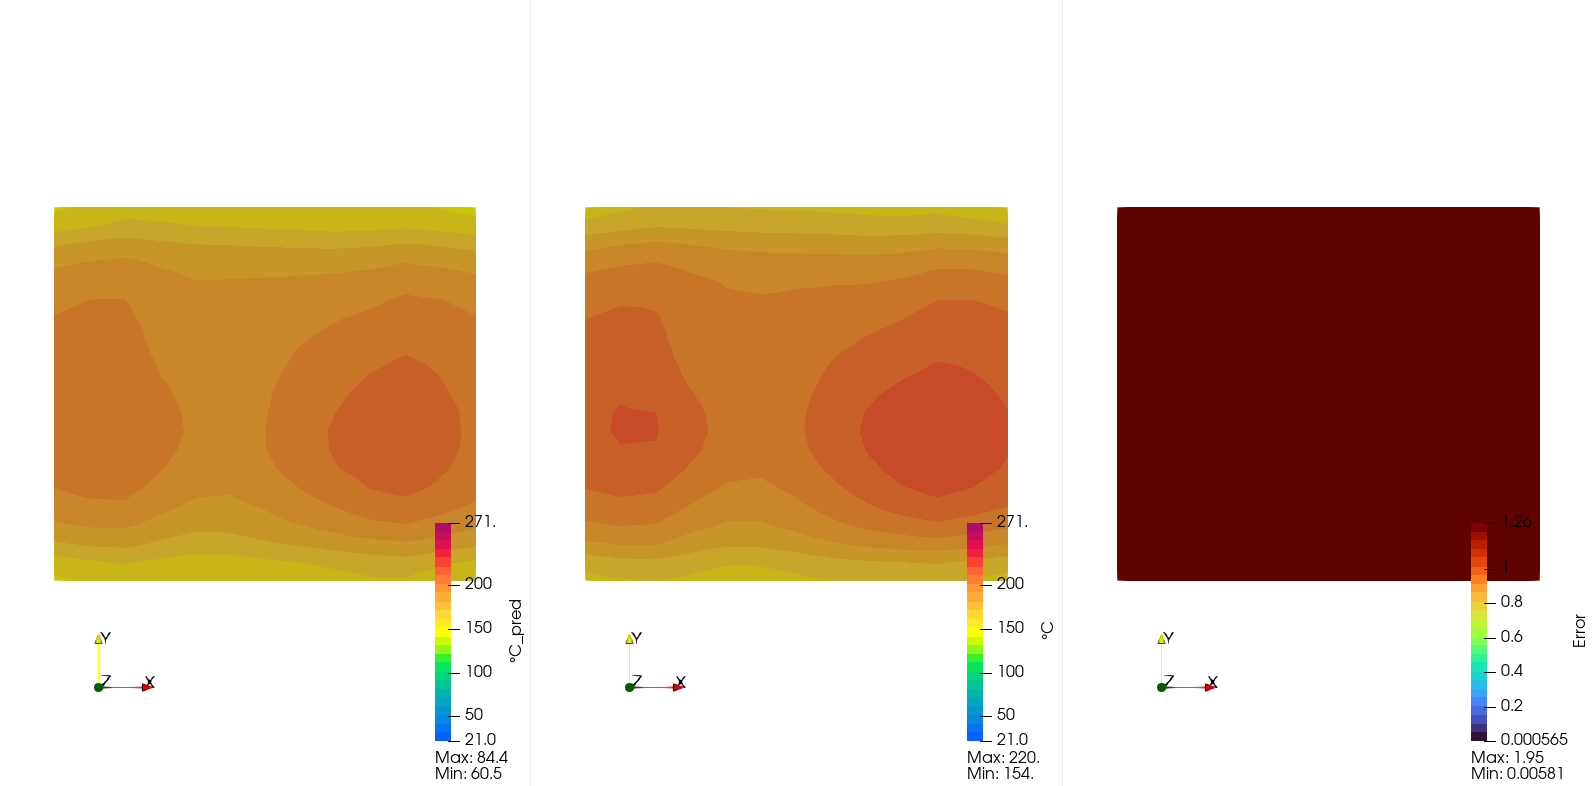 271.
200
150
100
50
21.0
°C_pred
Max: 84.4
Min: 60.5
Y
Z
X
271.
200
150
100
50
21.0
°C
Max: 220.
Min: 154.
Y
Z
X
1.26
1
0.8
0.6
0.4
0.2
0.000565
Error
Max: 1.95
Min: 0.00581
Y
Z
X